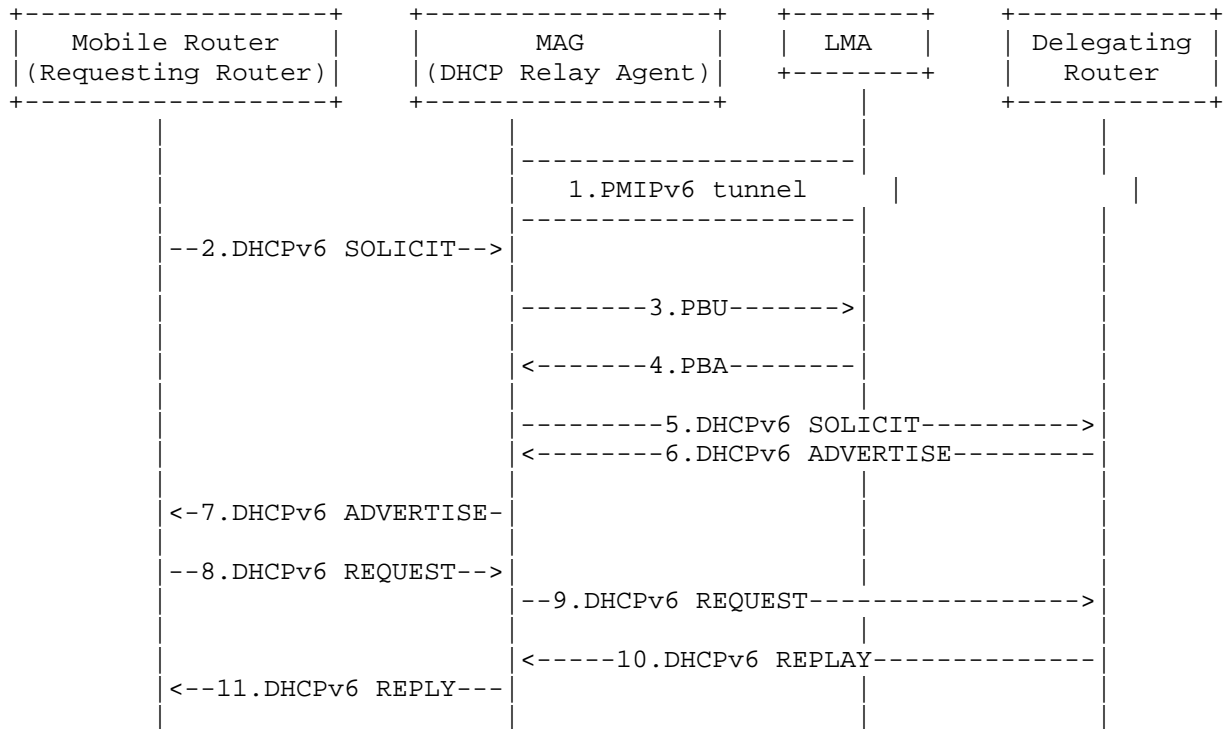 Mobile Router MAG LMA Delegating
(Requesting Router) (DHCP Relay Agent) Router
1.PMIPv6 tunnel
--2.DHCPv6 SOLICIT-->
--------3.PBU------->
<-------4.PBA--------
---------5.DHCPv6 SOLICIT---------->
<--------6.DHCPv6 ADVERTISE---------
<-7.DHCPv6 ADVERTISE-
--8.DHCPv6 REQUEST-->
--9.DHCPv6 REQUEST----------------->
<-----10.DHCPv6 REPLAY--------------
<--11.DHCPv6 REPLY---